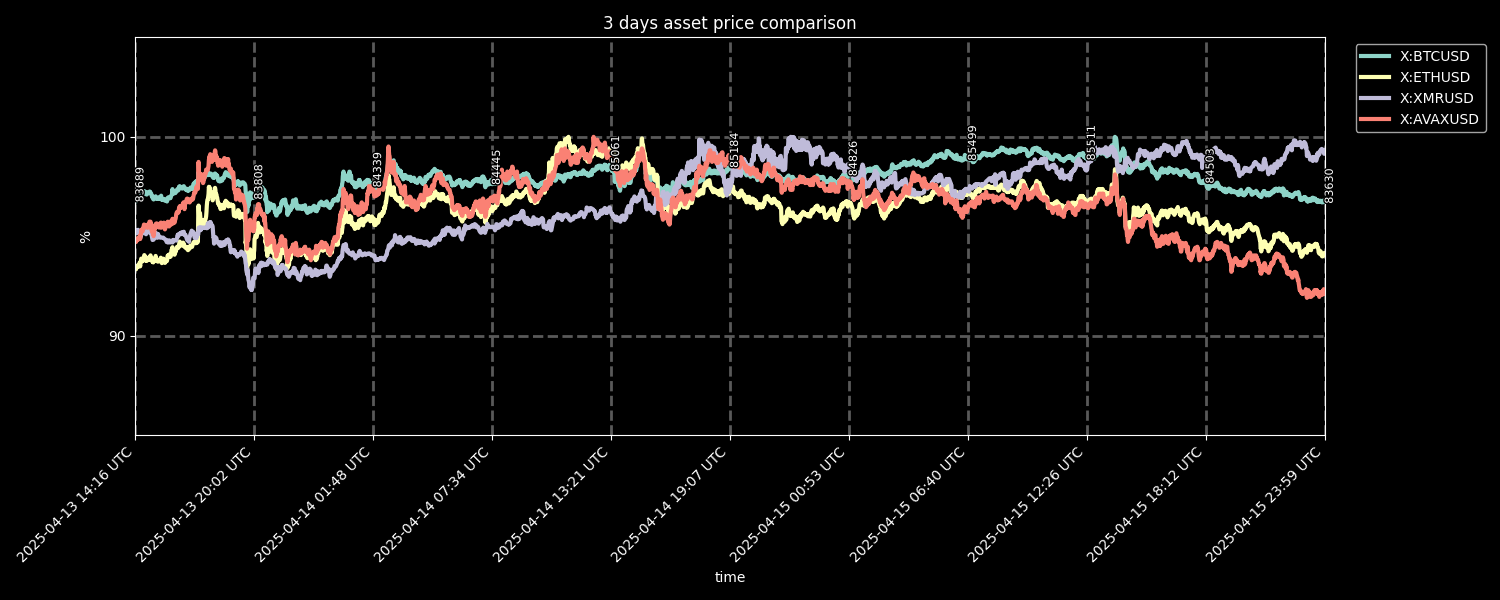 3 days asset price comparison
X:BTCUSD
X:ETHUSD
X:XMRUSD
X:AVAXUSD
100
90
%
83689
83808
84339
84445
85061
85184
84826
85499
85511
84503
83630
2025-04-13 14:16 UTC
2025-04-13 20:02 UTC
2025-04-14 01:48 UTC
2025-04-14 07:34 UTC
2025-04-14 13:21 UTC
2025-04-14 19:07 UTC
2025-04-15 00:53 UTC
2025-04-15 06:40 UTC
2025-04-15 12:26 UTC
2025-04-15 18:12 UTC
2025-04-15 23:59 UTC
time